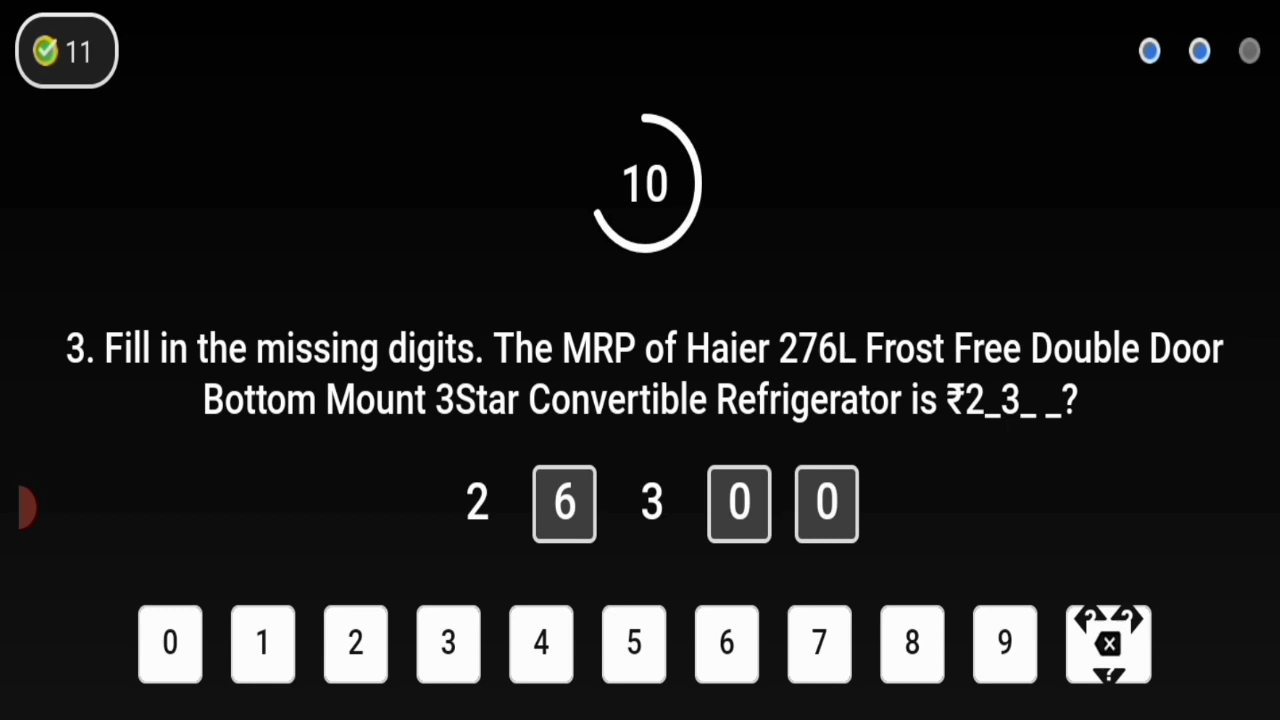 11
10
3. Fill in the missing digits. The MRP of Haier 276L Frost Free Double Door
Bottom Mount 3Star Convertible Refrigerator is ₹2_3_ _?
2 6 3 0 0
0 1 2 3 4 5 6 7 8 9